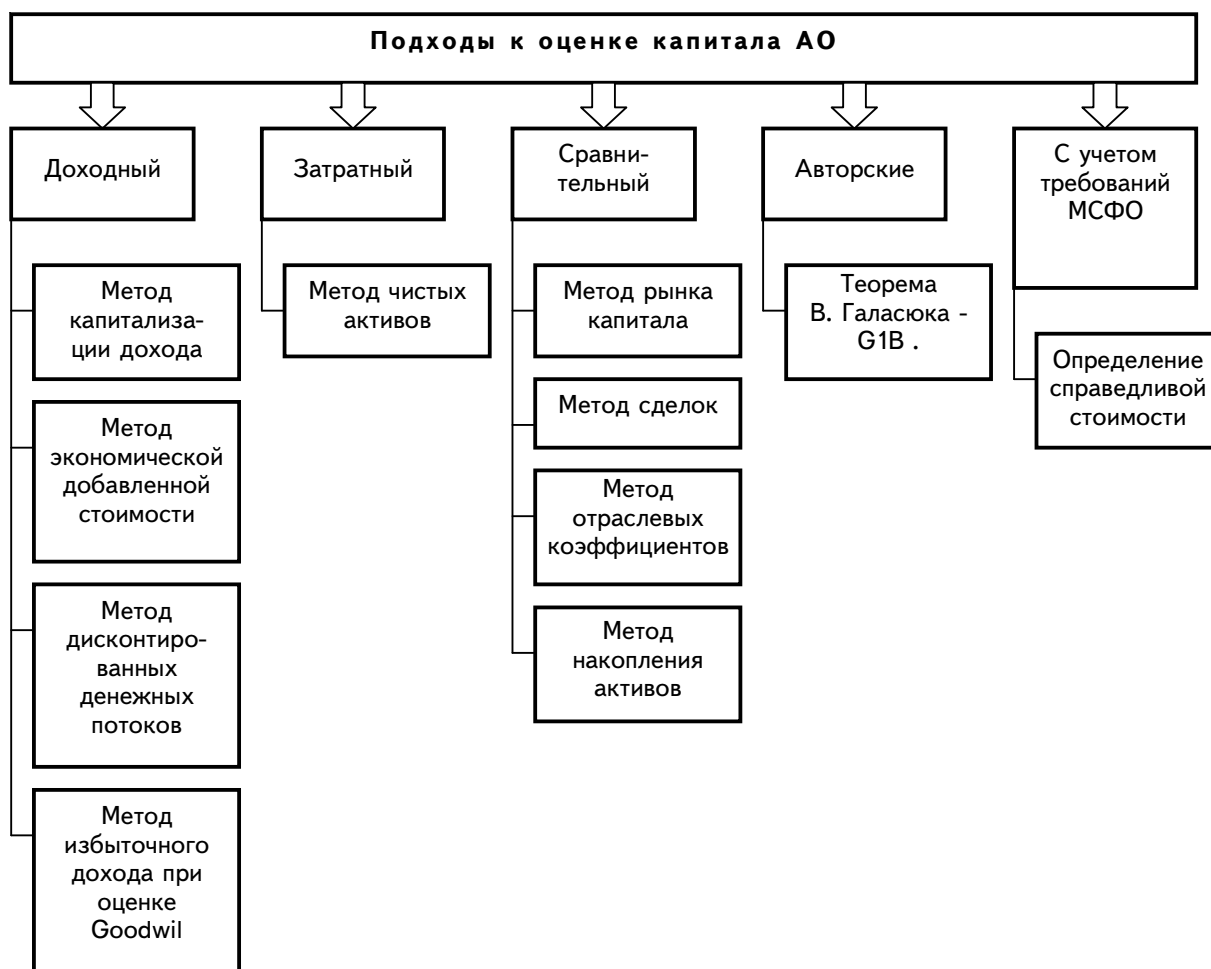 Подходы к оценке капитала АО
Доходный
Затратный
Сравни-
тельный
Авторские
С учетом
требований
МСФО
Метод
капитализа-
ции дохода
Метод чистых
активов
Метод рынка
капитала
Теорема
В. Галасюка -
G1B .
Определение
справедливой
стоимости
Метод
экономической
добавленной
стоимости
Метод сделок
Метод
отраслевых
коэффициентов
Метод
дисконтиро-
ванных
денежных
потоков
Метод
накопления
активов
Метод
избыточного
дохода при
оценке
Goodwil